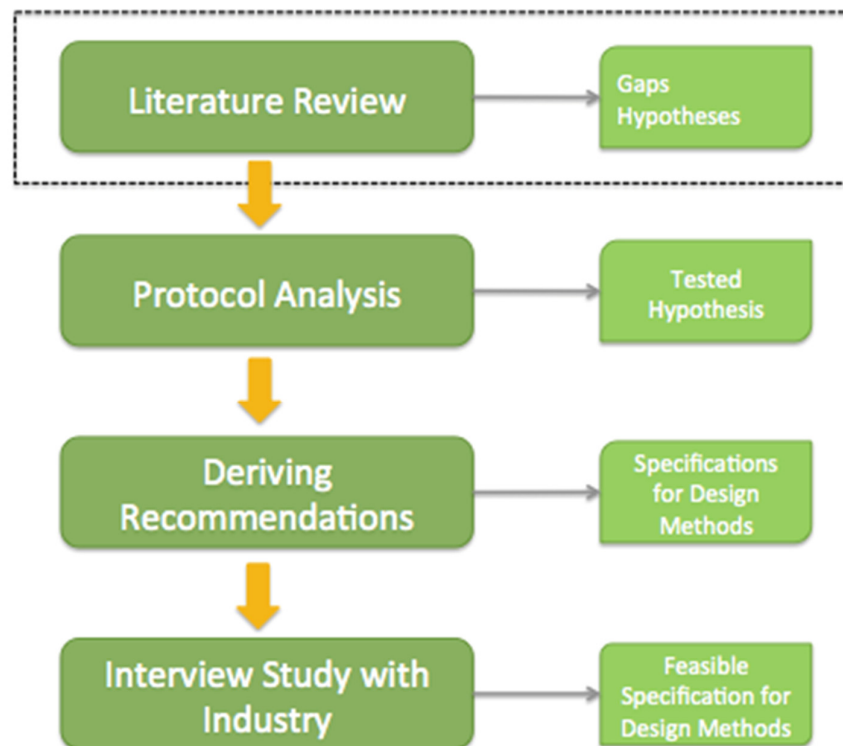 Literature Review
Gaps
Hypotheses
Protocol Analysis
Tested
Hypothesis
Deriving
Recommendations
Specifications
for Design
Methods
Interview Study with
Industry
Feasible
Specification for
Design Methods